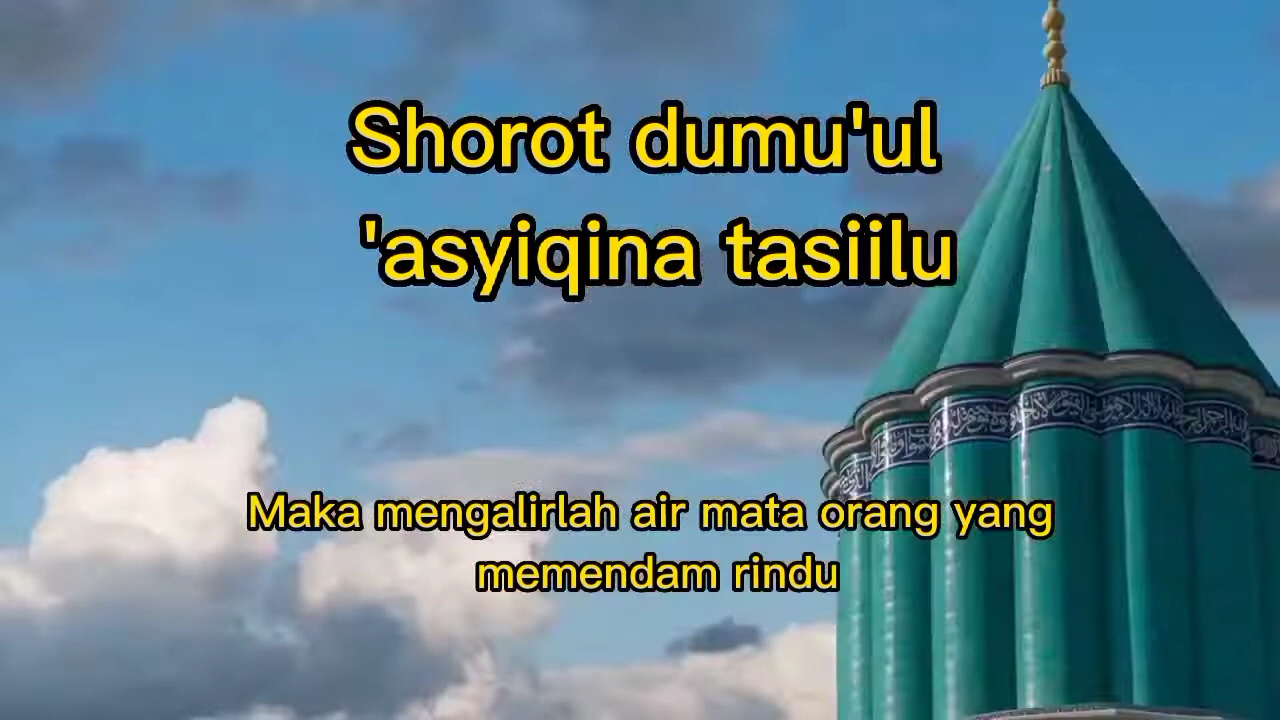 Shorot dumu'ul
'asyiqina tasiilu
Maka mengalirlah air mata orang yang
memendam rindu